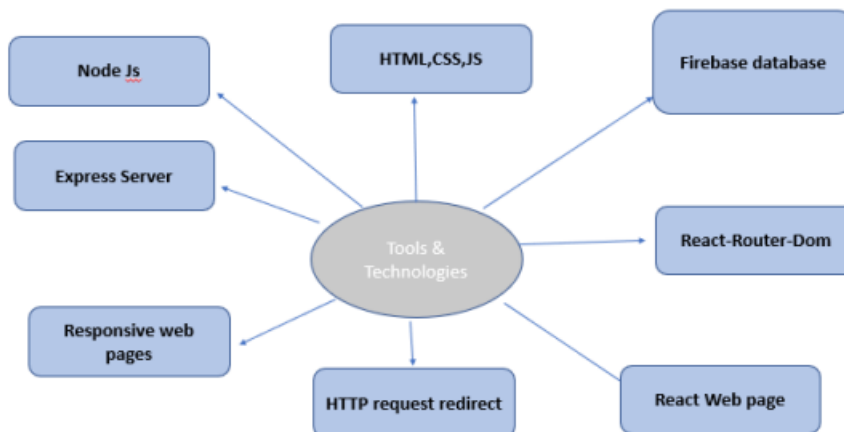 Node Js
HTML,CSS,JS
Firebase database
Express Server
Tools &
Technologies
React-Router-Dom
Responsive web
pages
HTTP request redirect
React Web page